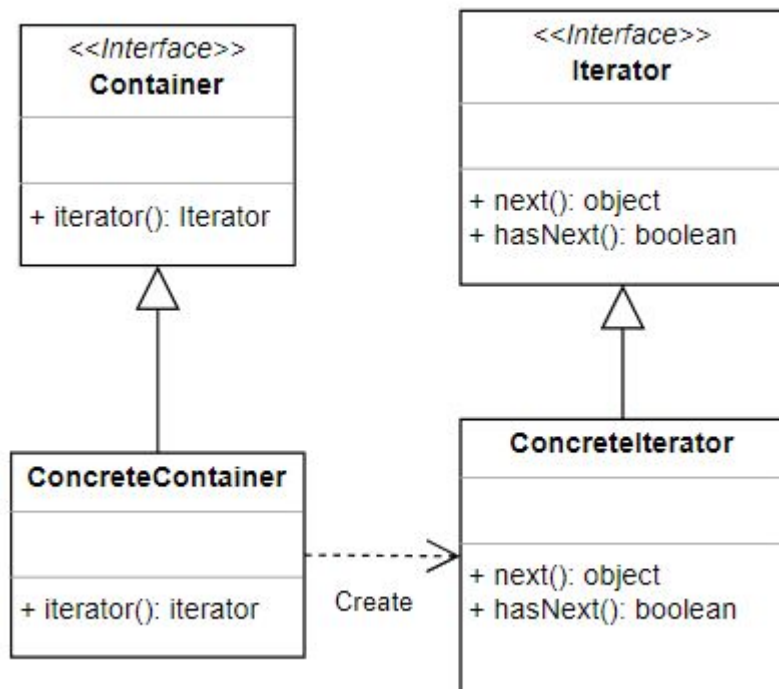 <<Interface>>
Container
+ iterator(): Iterator
<<Interface>>
Iterator
+ next(): object
+ hasNext(): boolean
ConcreteContainer
+ iterator(): iterator
Create
ConcreteIterator
+ next(): object
+ hasNext(): boolean